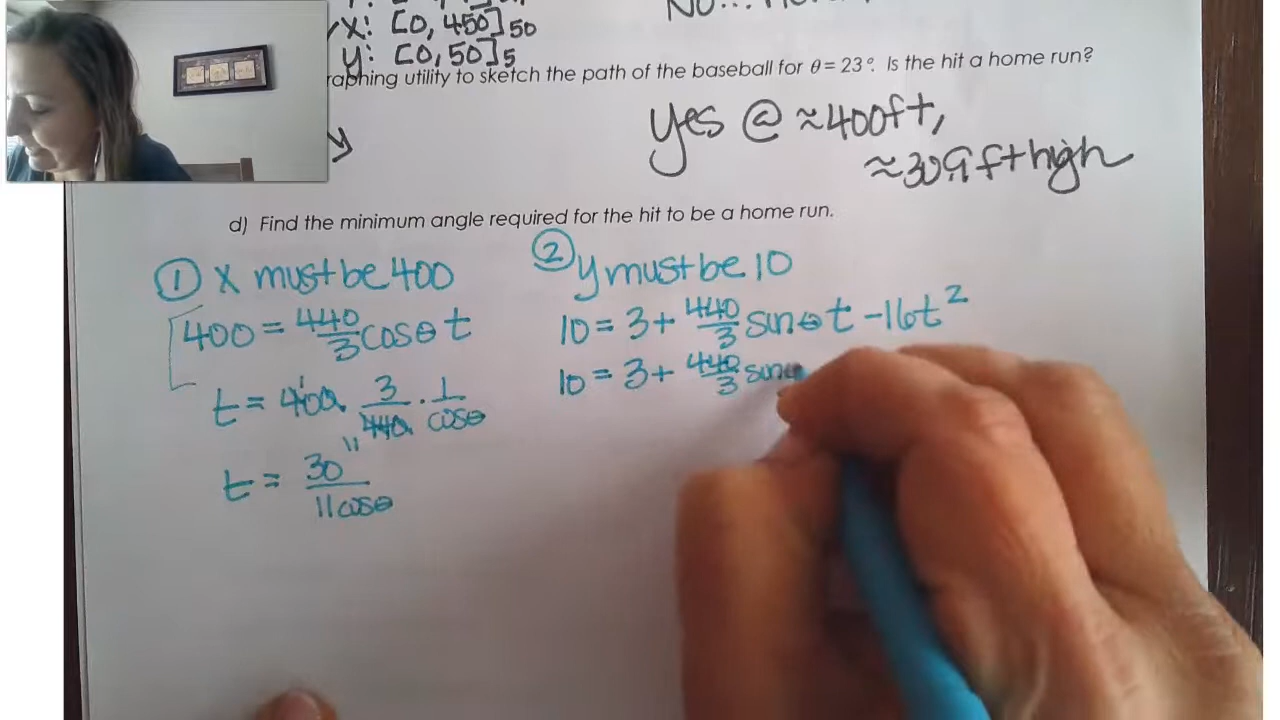 x: [0, 450]50
No...
y: [0, 50]5
raphing utility to sketch the path of the baseball for θ = 23°. Is the hit a home run?
yes @ ≈400ft,
≈30.9ft high
d) Find the minimum angle required for the hit to be a home run.
① x must be 400
400 = 440/3 cosθ t
t = 400 · 3/440 · 1/cosθ
1
11
t = 30/11cosθ
② y must be 10
10 = 3 + 440/3 sinθ t - 16t²
10 = 3 + 440/3 sin